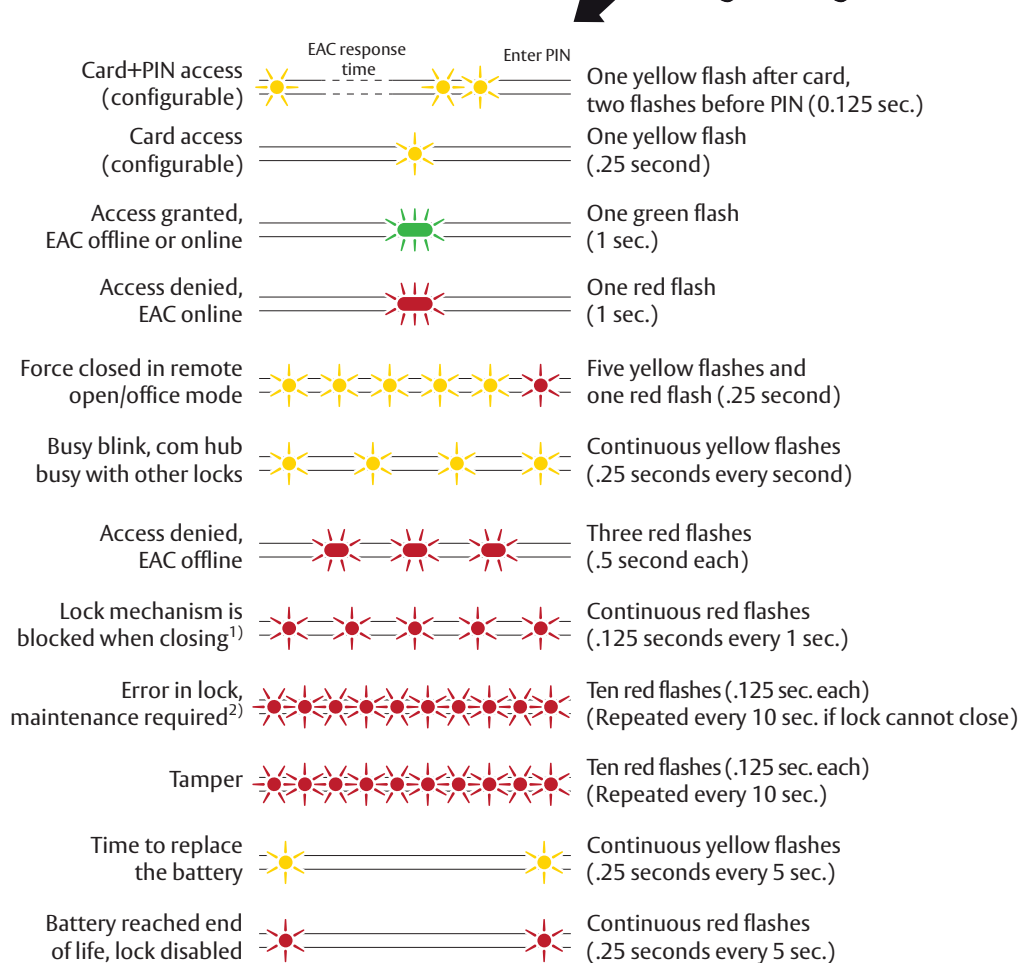 EAC response
time
Enter PIN
Card+PIN access
(configurable)
One yellow flash after card,
two flashes before PIN (0.125 sec.)
Card access
(configurable)
One yellow flash
(.25 second)
Access granted,
EAC offline or online
One green flash
(1 sec.)
Access denied,
EAC online
One red flash
(1 sec.)
Force closed in remote
open/office mode
Five yellow flashes and
one red flash (.25 second)
Busy blink, com hub
busy with other locks
Continuous yellow flashes
(.25 seconds every second)
Access denied,
EAC offline
Three red flashes
(.5 second each)
Lock mechanism is
blocked when closing1)
Continuous red flashes
(.125 seconds every 1 sec.)
Error in lock,
maintenance required2)
Ten red flashes (.125 sec. each)
(Repeated every 10 sec. if lock cannot close)
Tamper
Ten red flashes (.125 sec. each)
(Repeated every 10 sec.)
Time to replace
the battery
Continuous yellow flashes
(.25 seconds every 5 sec.)
Battery reached end
of life, lock disabled
Continuous red flashes
(.25 seconds every 5 sec.)